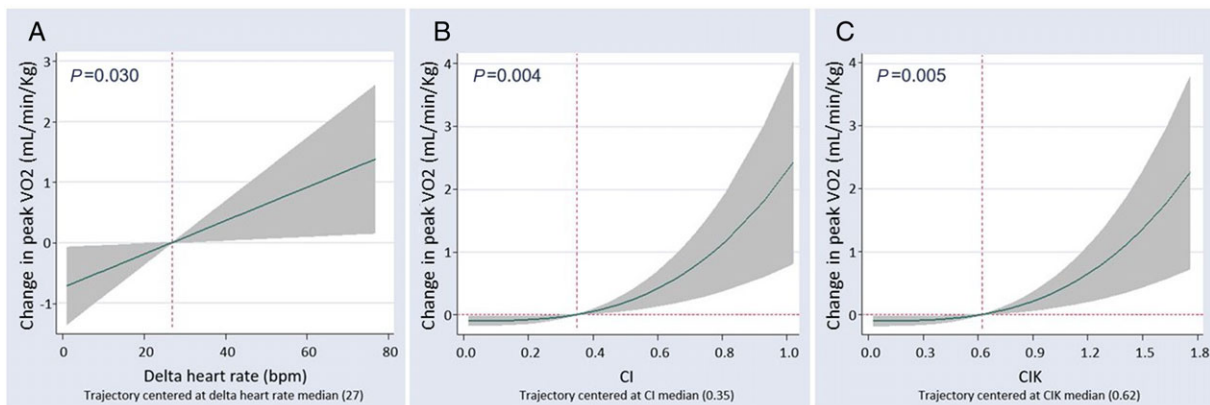 A
P=0.030
Change in peak VO2 (mL/min/Kg)
3
2
1
0
-1
0 20 40 60 80
Delta heart rate (bpm)
Trajectory centered at delta heart rate median (27)
B
P=0.004
Change in peak VO2 (mL/min/Kg)
4
3
2
1
0
0.0 0.2 0.4 0.6 0.8 1.0
CI
Trajectory centered at CI median (0.35)
C
P=0.005
Change in peak VO2 (mL/min/Kg)
4
3
2
1
0
0.0 0.3 0.6 0.9 1.2 1.5 1.8
CIK
Trajectory centered at CIK median (0.62)